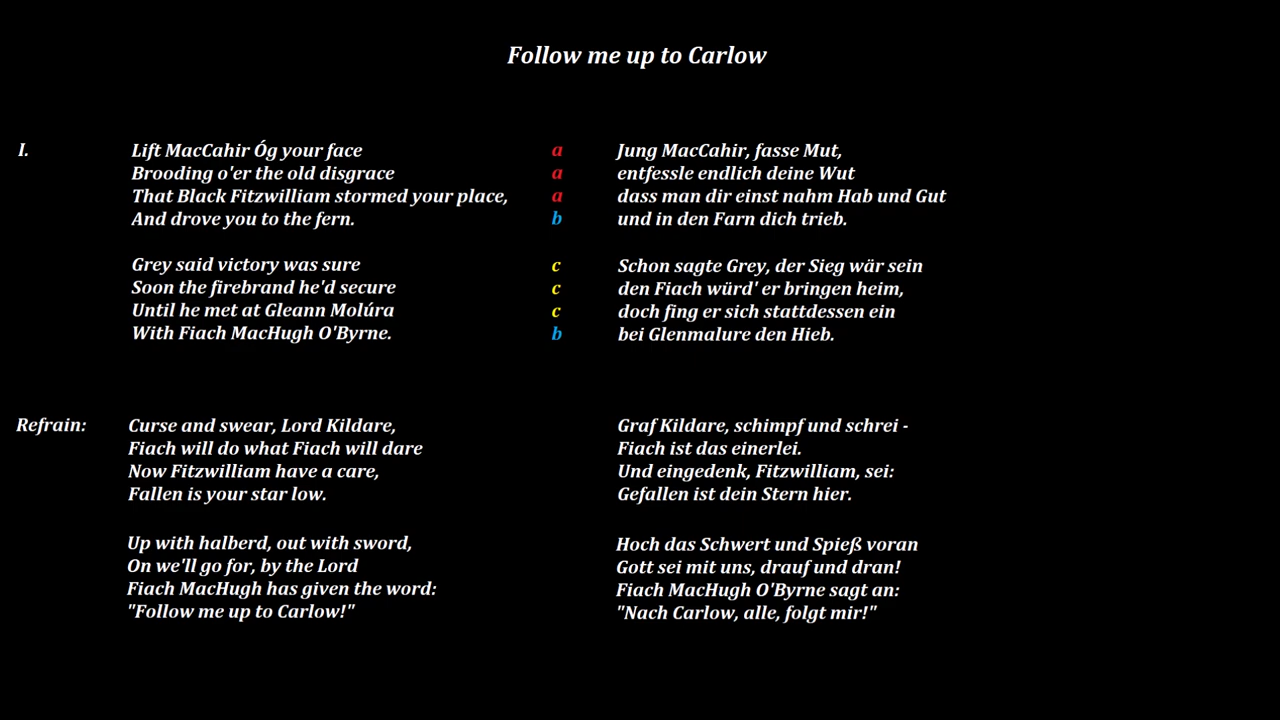 Follow me up to Carlow
I.
Lift MacCahir Óg your face
Brooding o'er the old disgrace
That Black Fitzwilliam stormed your place,
And drove you to the fern.
Grey said victory was sure
Soon the firebrand he'd secure
Until he met at Gleann Molúra
With Fiach MacHugh O'Byrne.
a
a
a
b
c
c
c
b
Jung MacCahir, fasse Mut,
entfessle endlich deine Wut
dass man dir einst nahm Hab und Gut
und in den Farn dich trieb.
Schon sagte Grey, der Sieg wär sein
den Fiach würd' er bringen heim,
doch fing er sich stattdessen ein
bei Glenmalure den Hieb.
Refrain:
Curse and swear, Lord Kildare,
Fiach will do what Fiach will dare
Now Fitzwilliam have a care,
Fallen is your star low.
Up with halberd, out with sword,
On we'll go for, by the Lord
Fiach MacHugh has given the word:
"Follow me up to Carlow!"
Graf Kildare, schimpf und schrei -
Fiach ist das einerlei.
Und eingedenk, Fitzwilliam, sei:
Gefallen ist dein Stern hier.
Hoch das Schwert und Spieß voran
Gott sei mit uns, drauf und dran!
Fiach MacHugh O'Byrne sagt an:
"Nach Carlow, alle, folgt mir!"